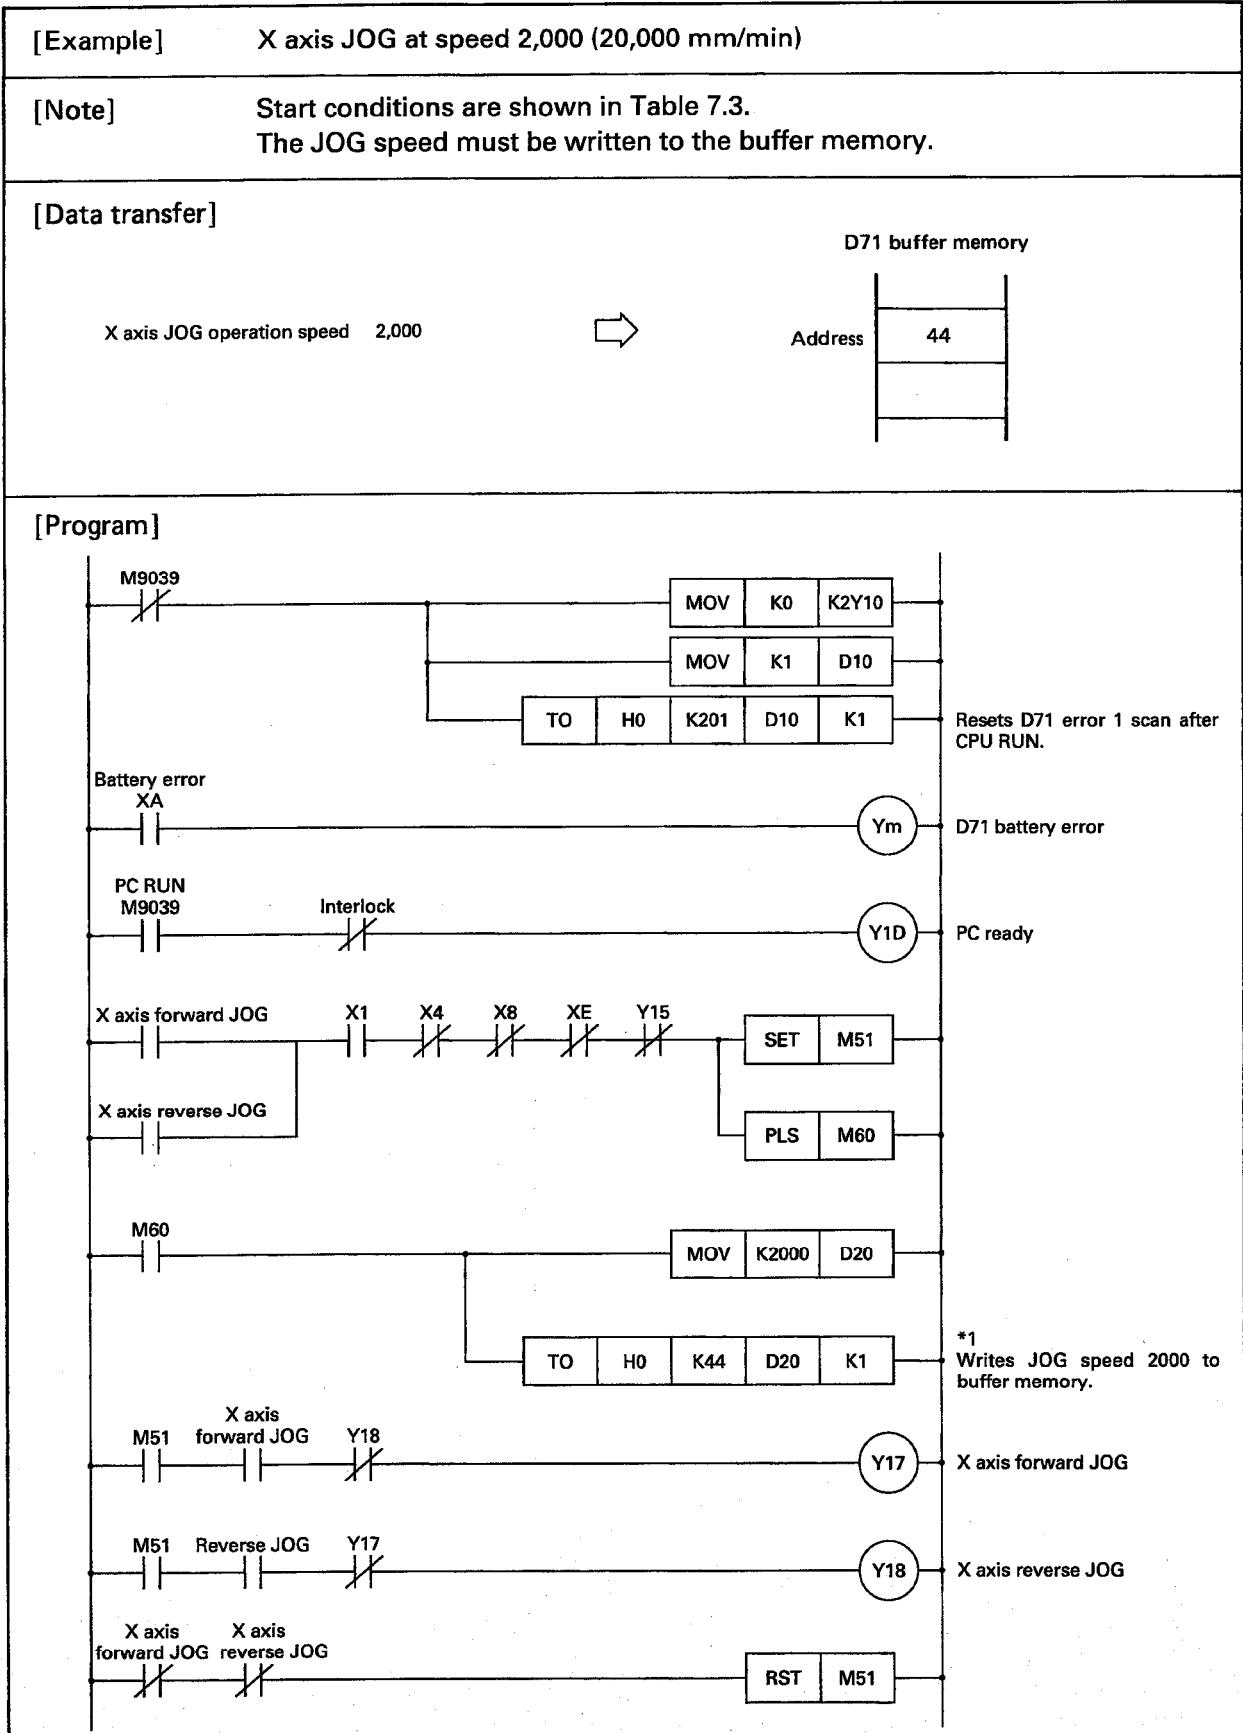 [Example] X axis JOG at speed 2,000 (20,000 mm/min)
[Note] Start conditions are shown in Table 7.3.
The JOG speed must be written to the buffer memory.
[Data transfer]
D71 buffer memory
X axis JOG operation speed 2,000
Address 44
[Program]
M9039
MOV K0 K2Y10
MOV K1 D10
TO H0 K201 D10 K1
Resets D71 error 1 scan after
CPU RUN.
Battery error
XA
Ym D71 battery error
PC RUN
M9039 Interlock
Y1D PC ready
X axis forward JOG X1 X4 X8 XE Y15
SET M51
X axis reverse JOG
PLS M60
M60
MOV K2000 D20
TO H0 K44 D20 K1
*1
Writes JOG speed 2000 to
buffer memory.
X axis
M51 forward JOG Y18
Y17 X axis forward JOG
M51 Reverse JOG Y17
Y18 X axis reverse JOG
X axis X axis
forward JOG reverse JOG
RST M51